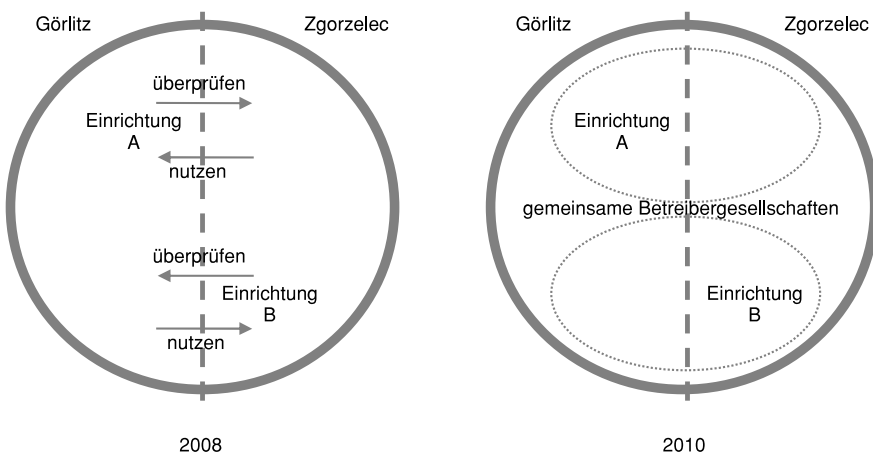 Görlitz
Zgorzelec
überprüfen
Einrichtung
A
nutzen
überprüfen
Einrichtung
B
nutzen
2008
Görlitz
Zgorzelec
Einrichtung
A
gemeinsame Betreibergesellschaften
Einrichtung
B
2010